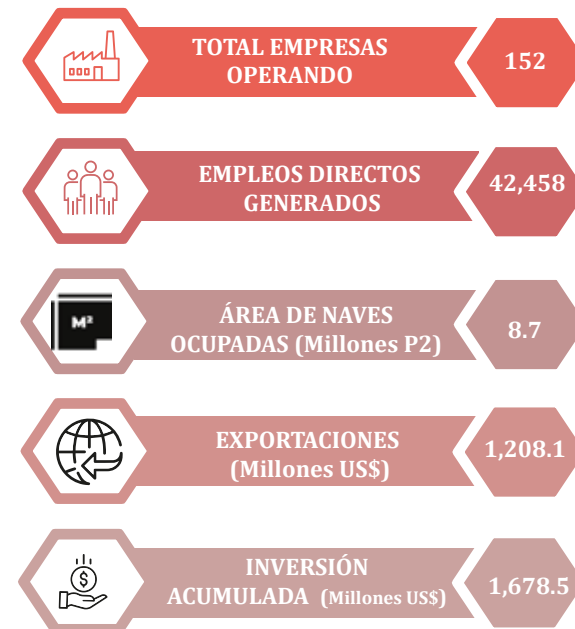 TOTAL EMPRESAS
OPERANDO
152
EMPLEOS DIRECTOS
GENERADOS
42,458
M²
ÁREA DE NAVES
OCUPADAS (Millones P2)
8.7
EXPORTACIONES
(Millones US$)
1,208.1
$
INVERSIÓN
ACUMULADA (Millones US$)
1,678.5